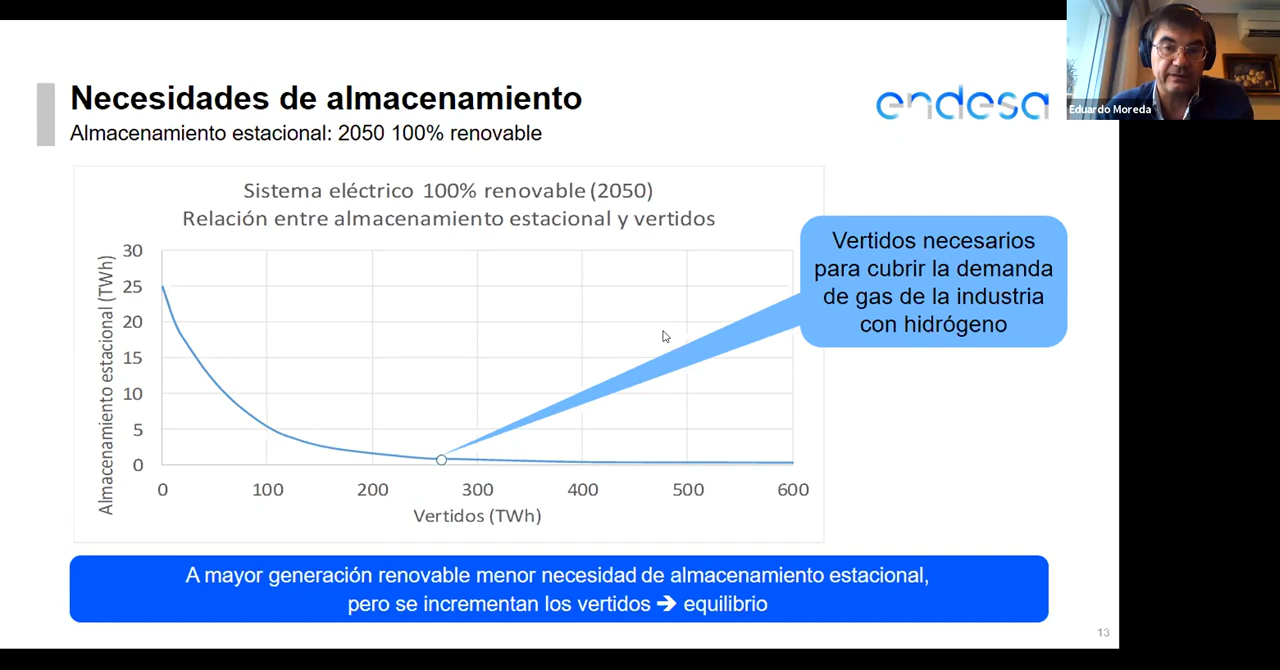 Necesidades de almacenamiento
Almacenamiento estacional: 2050 100% renovable
endesa
Eduardo Moreda
Sistema eléctrico 100% renovable (2050)
Relación entre almacenamiento estacional y vertidos
Almacenamiento estacional (TWh)
30
25
20
15
10
5
0
0 100 200 300 400 500 600
Vertidos (TWh)
Vertidos necesarios
para cubrir la demanda
de gas de la industria
con hidrógeno
A mayor generación renovable menor necesidad de almacenamiento estacional,
pero se incrementan los vertidos ➔ equilibrio
13